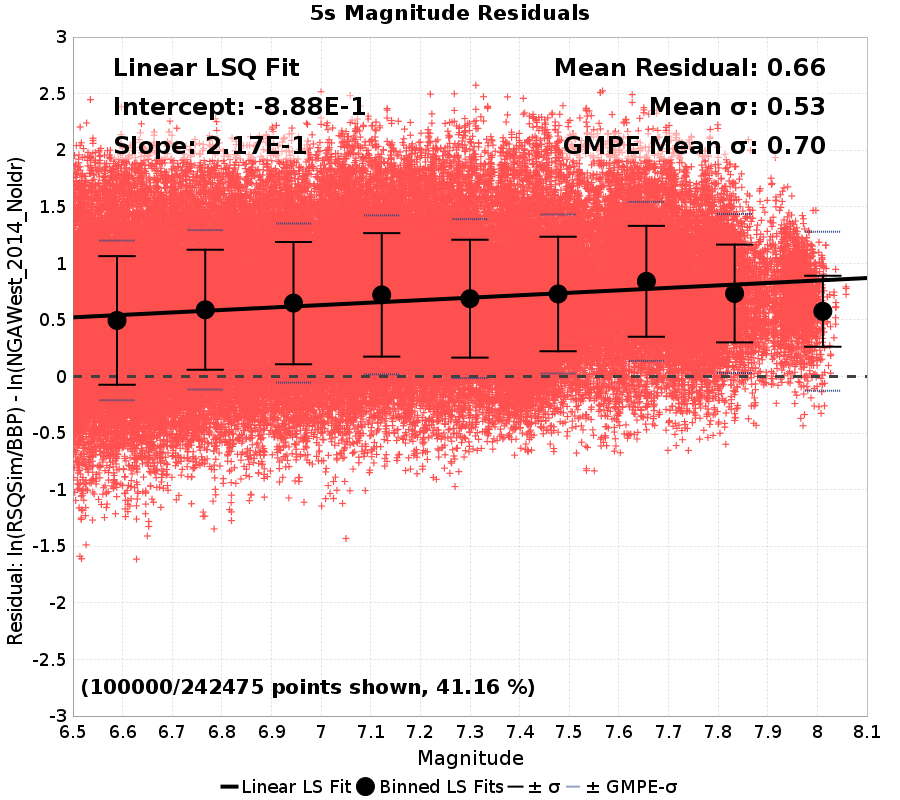 5s Magnitude Residuals
Linear LSQ Fit
Intercept: -8.88E-1
Slope: 2.17E-1
Mean Residual: 0.66
Mean σ: 0.53
GMPE Mean σ: 0.70
Residual: ln(RSQSim/BBP) - ln(NGAWest_2014_NoIdr)
3
2.5
2
1.5
1
0.5
0
-0.5
-1
-1.5
-2
-2.5
-3
(100000/242475 points shown, 41.16 %)
6.5 6.6 6.7 6.8 6.9 7 7.1 7.2 7.3 7.4 7.5 7.6 7.7 7.8 7.9 8 8.1
Magnitude
Linear LS Fit Binned LS Fits ± σ ± GMPE-σ